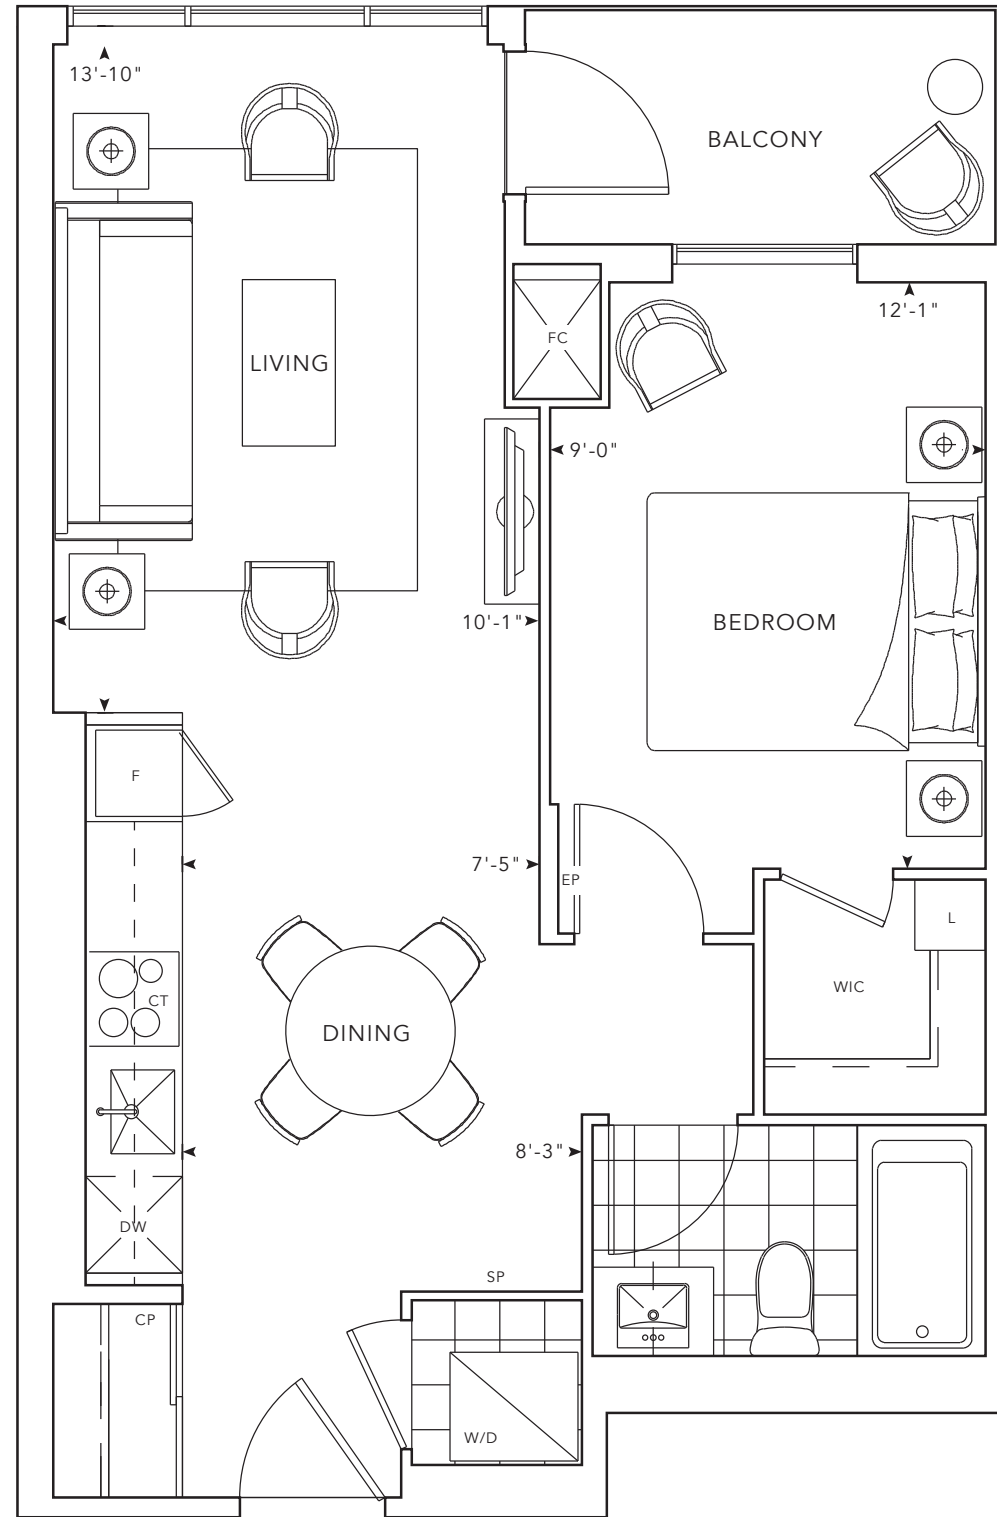 13'-10"
BALCONY
12'-1"
FC
LIVING
9'-0"
10'-1"
BEDROOM
F
7'-5"
EP
L
WIC
CT
DINING
8'-3"
DW
SP
CP
W/D